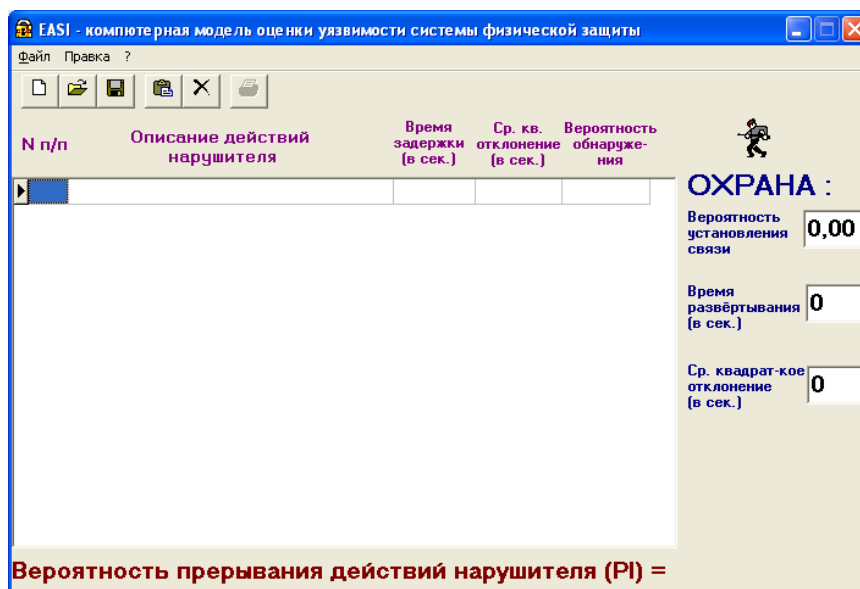 EASI - компютерная модель оценки уязвимости системы физической защиты
Файл Правка ?
N п/п
Описание действий
нарушителя
Время
задержки
(в сек.)
Ср. кв.
отклонение
(в сек.)
Вероятность
обнаруже-
ния
ОХРАНА :
Вероятность
установления
связи
0,00
Время
развёртывания
(в сек.)
0
Ср. квадрат-кое
отклонение
(в сек.)
0
Вероятность прерывания действий нарушителя (PI) =